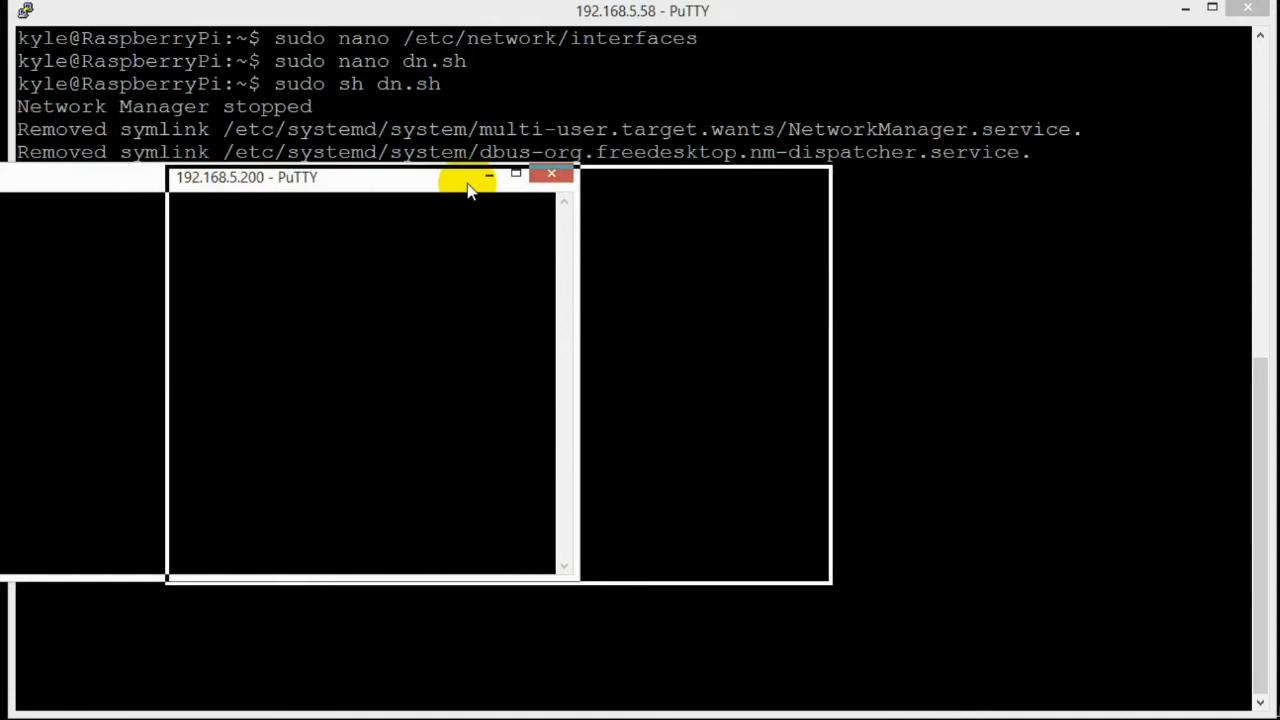 192.168.5.58 - PuTTY
kyle@RaspberryPi:~$ sudo nano /etc/network/interfaces
kyle@RaspberryPi:~$ sudo nano dn.sh
kyle@RaspberryPi:~$ sudo sh dn.sh
Network Manager stopped
Removed symlink /etc/systemd/system/multi-user.target.wants/NetworkManager.service.
Removed symlink /etc/systemd/system/dbus-org.freedesktop.nm-dispatcher.service.
192.168.5.200 - PuTTY